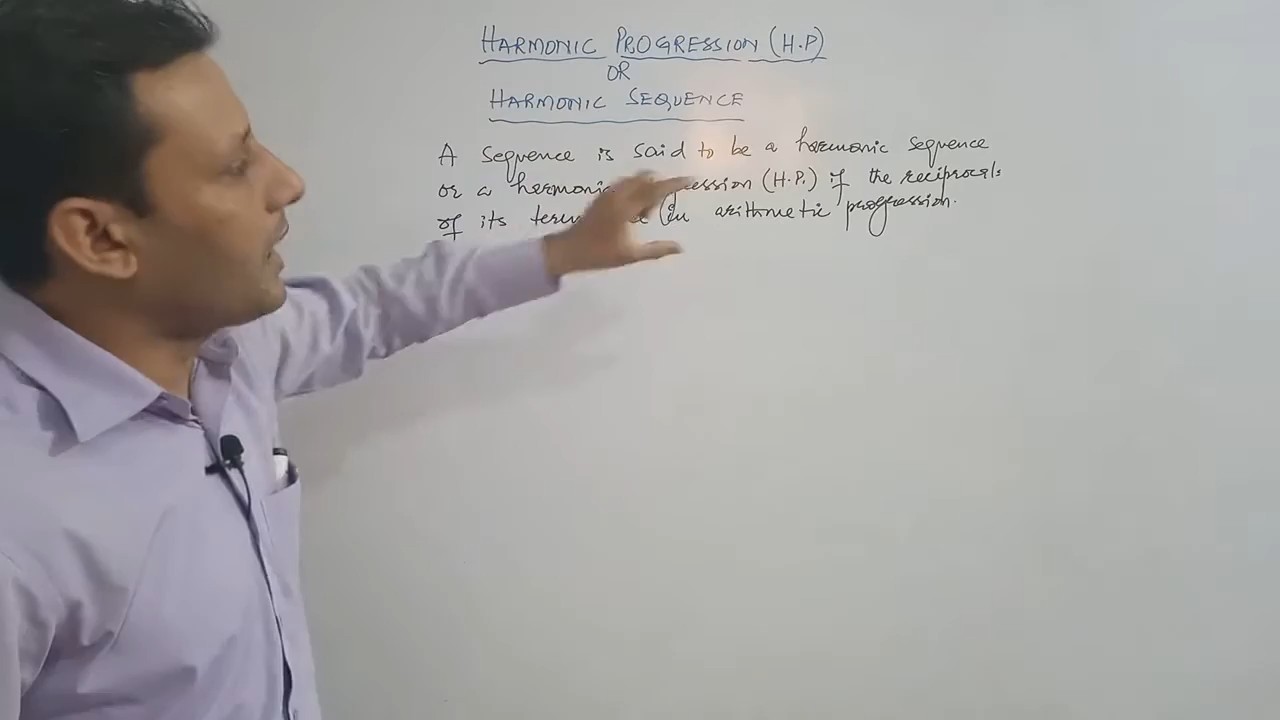 HARMONIC PROGRESSION (H.P)
OR
HARMONIC SEQUENCE
A sequence is said to be a harmonic sequence
or a harmonic (H.P.) if the reciprocals
of its in arithmetic progression.